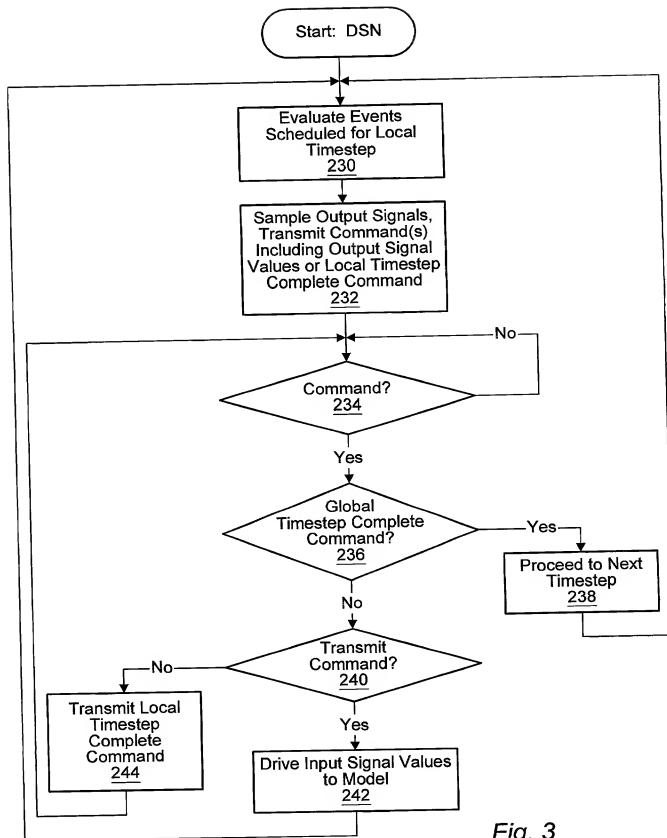 Start: DSN
Evaluate Events
Scheduled for Local
Timestep
230
Sample Output Signals,
Transmit Command(s)
Including Output Signal
Values or Local Timestep
Complete Command
232
No
Command?
234
Yes
Global
Timestep Complete
Command?
236
Yes
Proceed to Next
Timestep
238
No
Transmit
Command?
240
No
Transmit Local
Timestep
Complete
Command
244
Yes
Drive Input Signal Values
to Model
242
Fig. 3